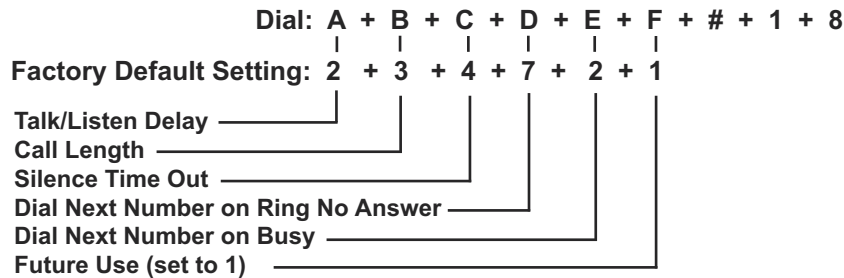 Dial: A + B + C + D + E + F + # + 1 + 8
Factory Default Setting: 2 + 3 + 4 + 7 + 2 + 1
Talk/Listen Delay
Call Length
Silence Time Out
Dial Next Number on Ring No Answer
Dial Next Number on Busy
Future Use (set to 1)